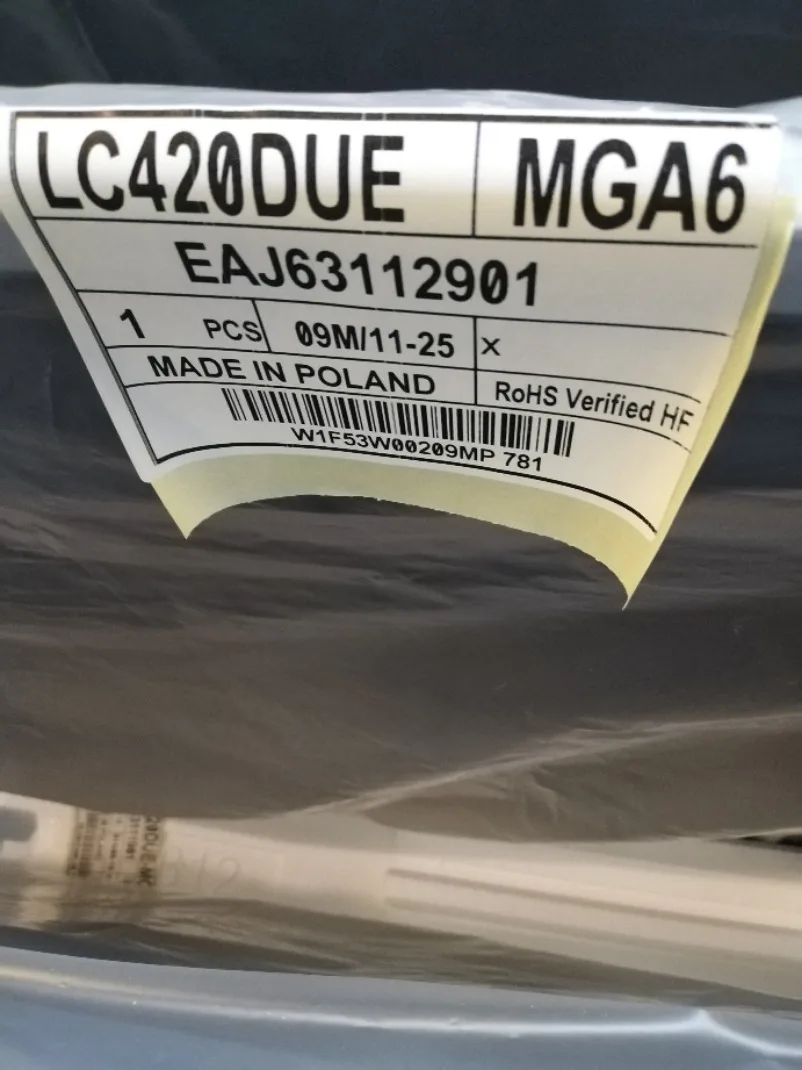 LC420DUE MGA6
EAJ63112901
1 PCS 09M/11-25 X
MADE IN POLAND RoHS Verified HF
W1F53W00209MP 781